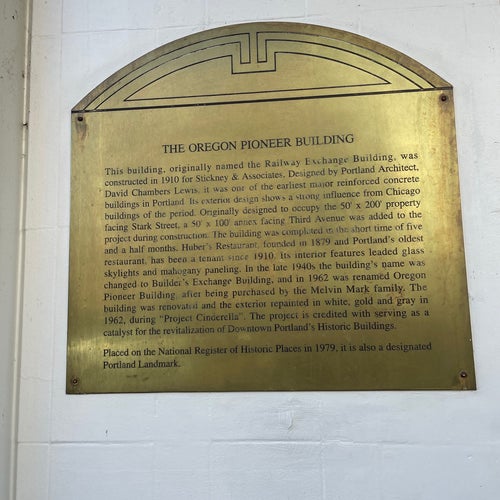 THE OREGON PIONEER BUILDING
This building, originally named the Railway Exchange Building, was
constructed in 1910 for Stickney & Associates. Designed by Portland Architect,
David Chambers Lewis, it was one of the earliest major reinforced concrete
buildings in Portland. Its exterior design shows a strong influence from Chicago
buildings of the period. Originally designed to occupy the 50' x 200' property
facing Stark Street, a 50' x 100' annex facing Third Avenue was added to the
project during construction. The building was completed in the short time of five
and a half months. Huber's Restaurant, founded in 1879 and Portland's oldest
restaurant, has been a tenant since 1910. Its interior features leaded glass
skylights and mahogany paneling. In the late 1940s the building's name was
changed to Builder's Exchange Building, and in 1962 was renamed Oregon
Pioneer Building, after being purchased by the Melvin Mark family. The
building was renovated and the exterior repainted in white, gold and gray in
1962, during "Project Cinderella". The project is credited with serving as a
catalyst for the revitalization of Downtown Portland's Historic Buildings.
Placed on the National Register of Historic Places in 1979, it is also a designated
Portland Landmark.